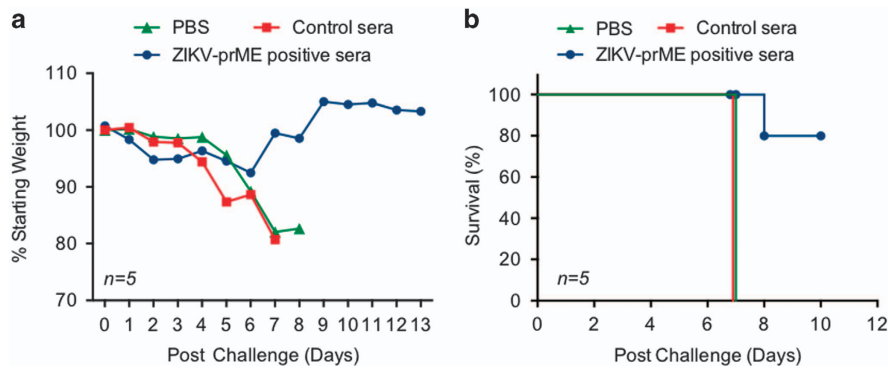 a
PBS
Control sera
ZIKV-prME positive sera
110
100
90
80
70
% Starting Weight
n=5
0 1 2 3 4 5 6 7 8 9 10 11 12 13
Post Challenge (Days)
b
PBS
Control sera
ZIKV-prME positive sera
100
80
60
40
20
0
Survival (%)
n=5
0 2 4 6 8 10 12
Post Challenge (Days)